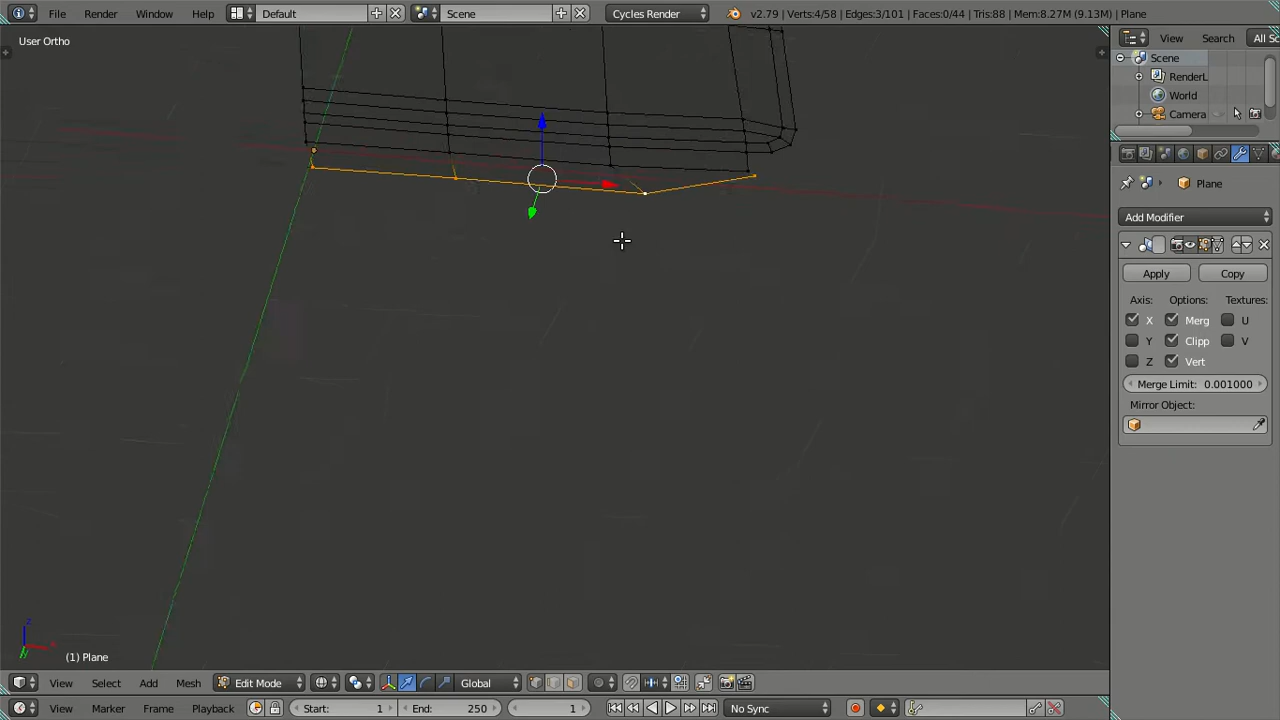 File Render Window Help Default Scene Cycles Render v2.79 | Verts:4/58 | Edges:3/101 | Faces:0/44 | Tris:88 | Mem:8.27M (9.13M) | Plane
User Ortho
View Search All Sc
Scene
RenderL
World
Camera
Plane
Add Modifier
Apply Copy
Axis: Options: Textures:
X Merg U
Y Clipp V
Z Vert
Merge Limit: 0.001000
Mirror Object:
(1) Plane
View Select Add Mesh Edit Mode Global
View Marker Frame Playback Start: 1 End: 250 1 No Sync